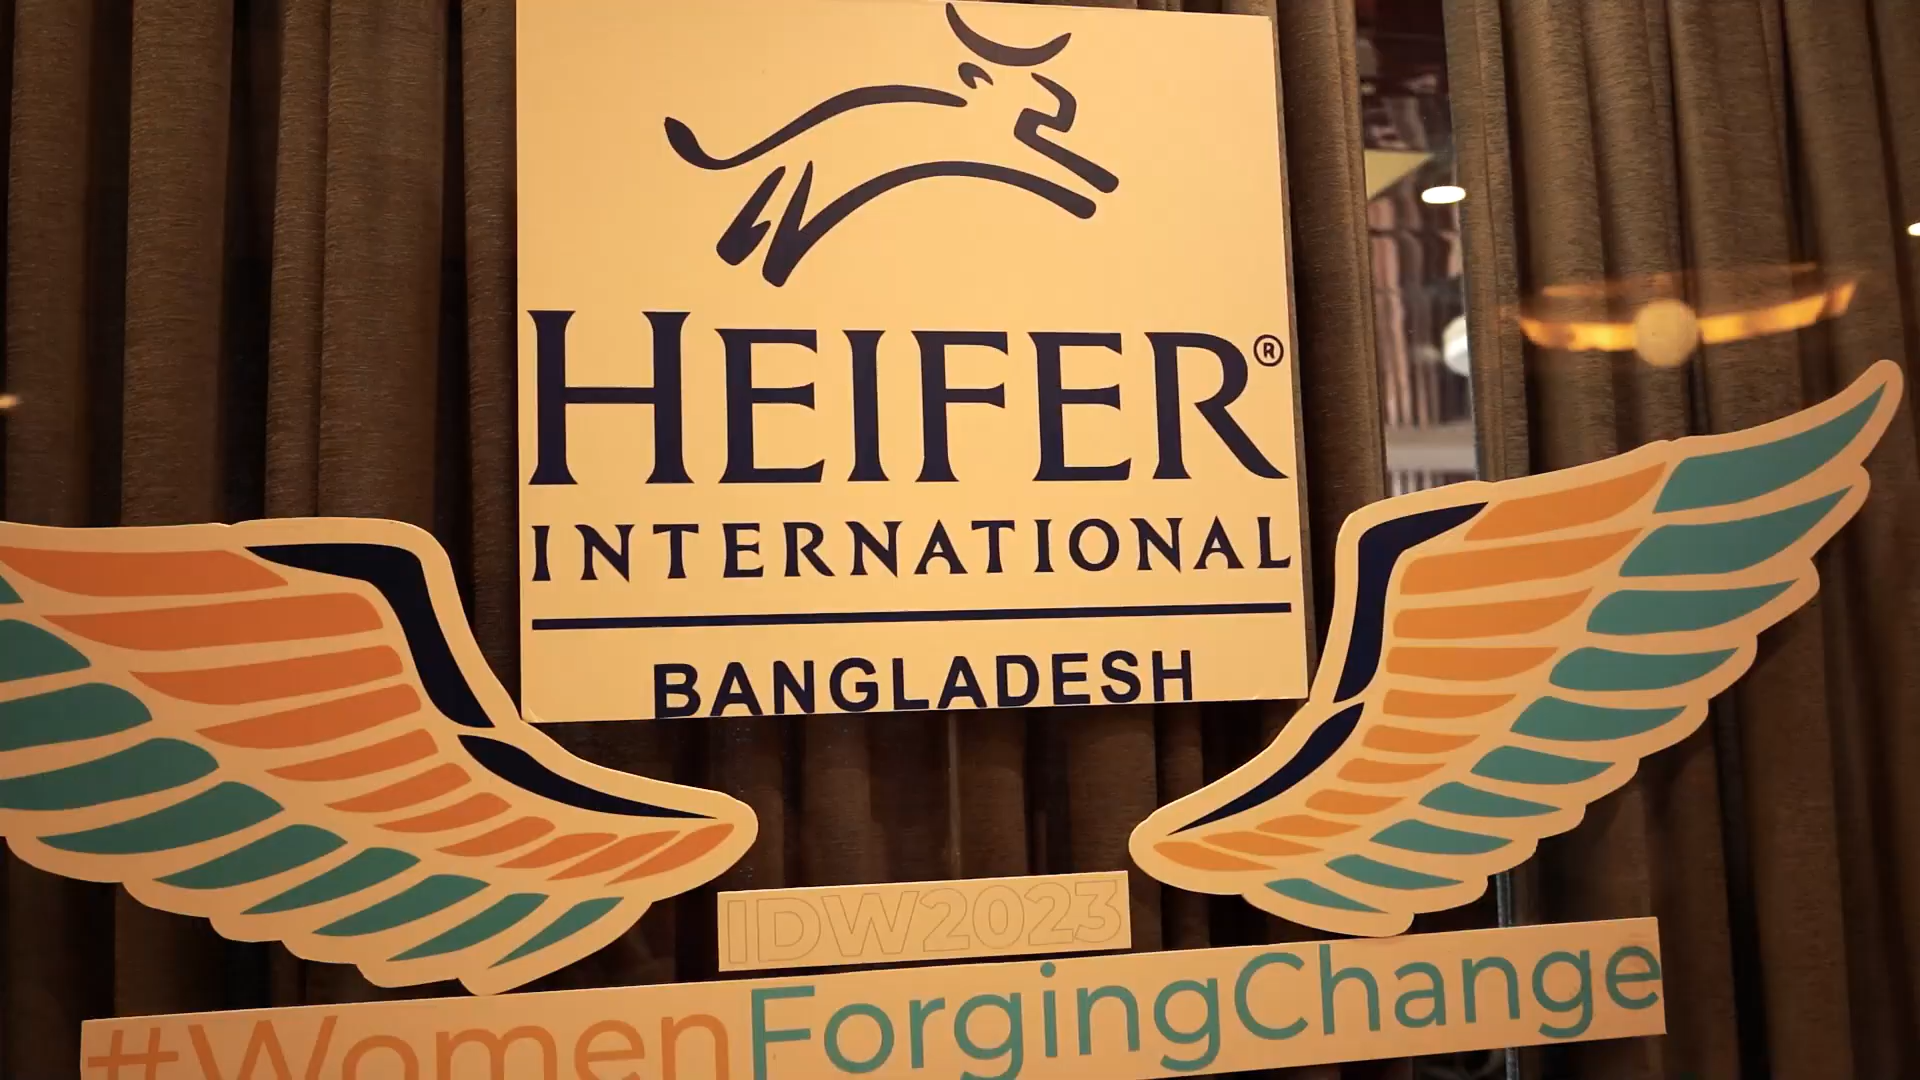 HEIFER®
INTERNATIONAL
BANGLADESH
IDW2023
#WomenForgingChange